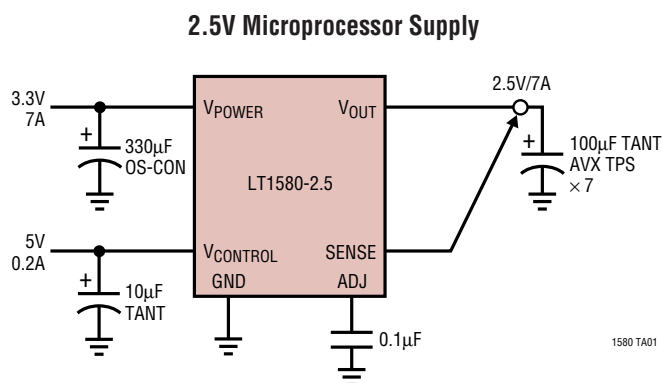 2.5V Microprocessor Supply
3.3V
7A
+
330µF
OS-CON
VPOWER
VOUT
LT1580-2.5
2.5V/7A
+
100µF TANT
AVX TPS
× 7
5V
0.2A
+
10µF
TANT
VCONTROL
SENSE
GND
ADJ
0.1µF
1580 TA01